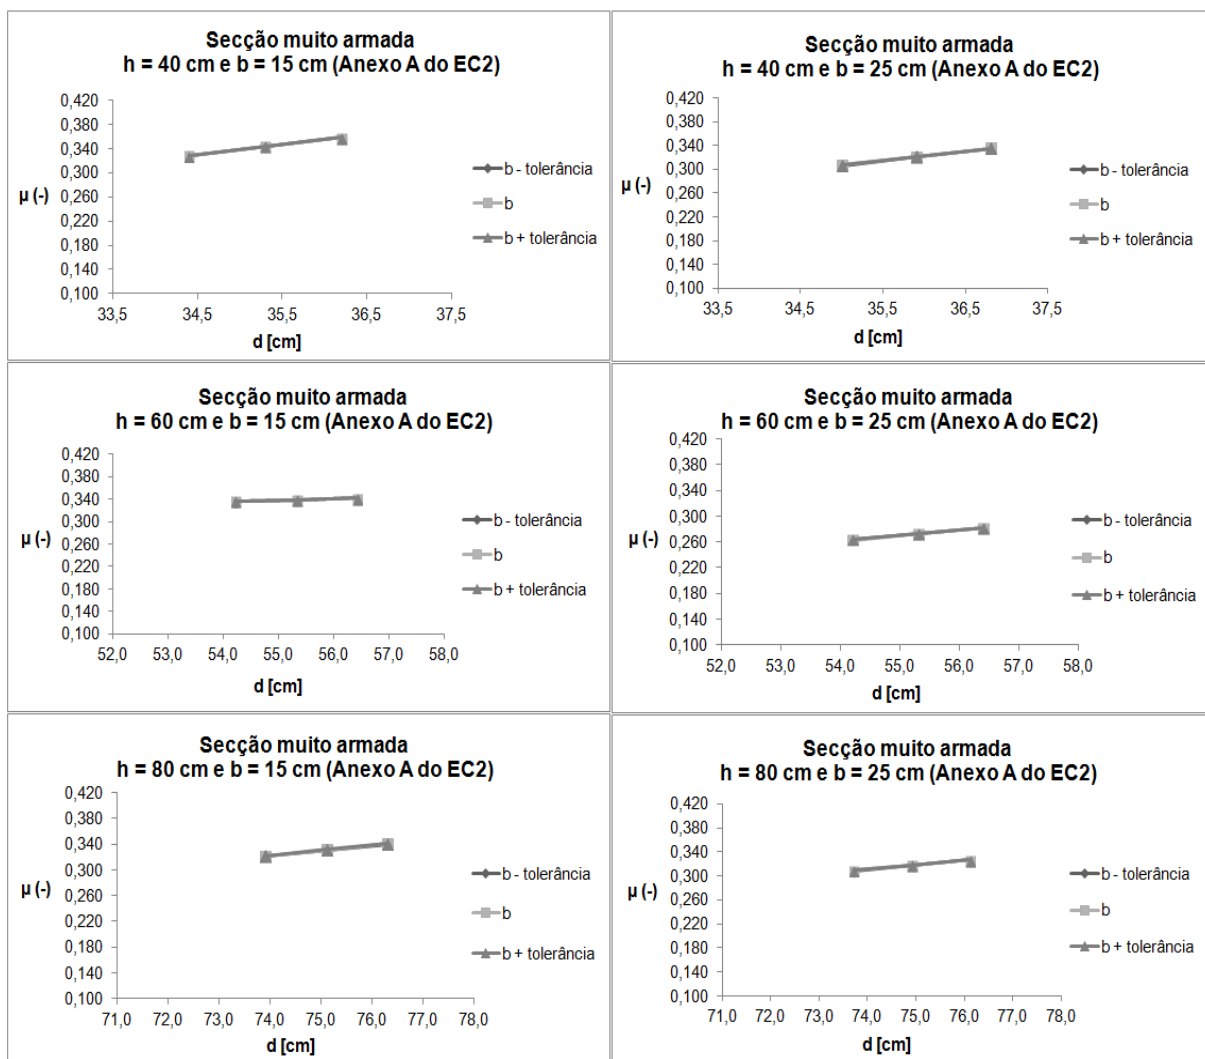 Secção muito armada
h = 40 cm e b = 15 cm (Anexo A do EC2)
0,420
0,380
0,340
0,300
0,260
0,220
0,180
0,140
0,100
µ (-)
33,5 34,5 35,5 36,5 37,5
d [cm]
b - tolerância
b
b + tolerância
Secção muito armada
h = 40 cm e b = 25 cm (Anexo A do EC2)
0,420
0,380
0,340
0,300
0,260
0,220
0,180
0,140
0,100
µ (-)
33,5 34,5 35,5 36,5 37,5
d [cm]
b - tolerância
b
b + tolerância
Secção muito armada
h = 60 cm e b = 15 cm (Anexo A do EC2)
0,420
0,380
0,340
0,300
0,260
0,220
0,180
0,140
0,100
µ (-)
52,0 53,0 54,0 55,0 56,0 57,0 58,0
d [cm]
b - tolerância
b
b + tolerância
Secção muito armada
h = 60 cm e b = 25 cm (Anexo A do EC2)
0,420
0,380
0,340
0,300
0,260
0,220
0,180
0,140
0,100
µ (-)
52,0 53,0 54,0 55,0 56,0 57,0 58,0
d [cm]
b - tolerância
b
b + tolerância
Secção muito armada
h = 80 cm e b = 15 cm (Anexo A do EC2)
0,420
0,380
0,340
0,300
0,260
0,220
0,180
0,140
0,100
µ (-)
71,0 72,0 73,0 74,0 75,0 76,0 77,0 78,0
d [cm]
b - tolerância
b
b + tolerância
Secção muito armada
h = 80 cm e b = 25 cm (Anexo A do EC2)
0,420
0,380
0,340
0,300
0,260
0,220
0,180
0,140
0,100
µ (-)
71,0 72,0 73,0 74,0 75,0 76,0 77,0 78,0
d [cm]
b - tolerância
b
b + tolerância